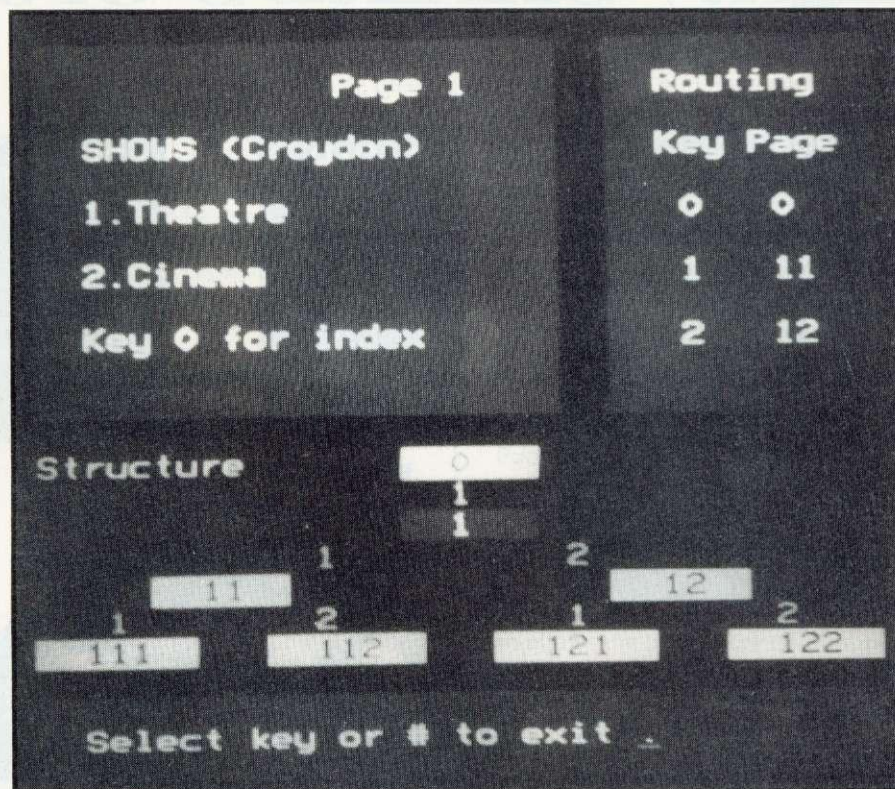 Page 1
SHOWS (Croydon)
1.Theatre
2.Cinema
Key 0 for index
Routing
Key Page
0 0
1 11
2 12
Structure
0
1
1
1 2
11 12
1 2 1 2
111 112 121 122
Select key or # to exit .